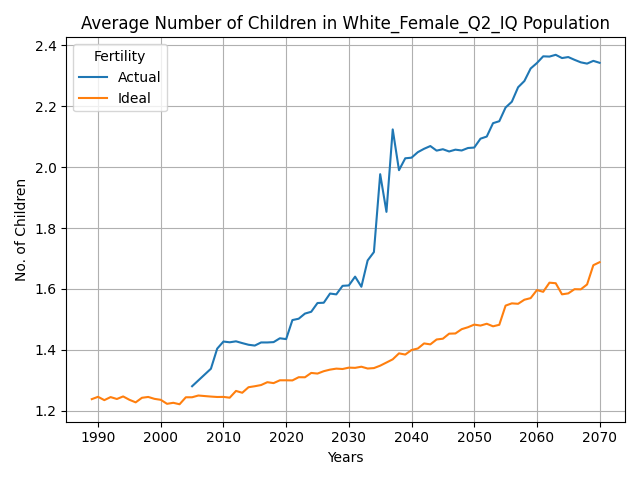 Average Number of Children in White_Female_Q2_IQ Population
Fertility
Actual
Ideal
No. of Children
2.4
2.2
2.0
1.8
1.6
1.4
1.2
1990 2000 2010 2020 2030 2040 2050 2060 2070
Years